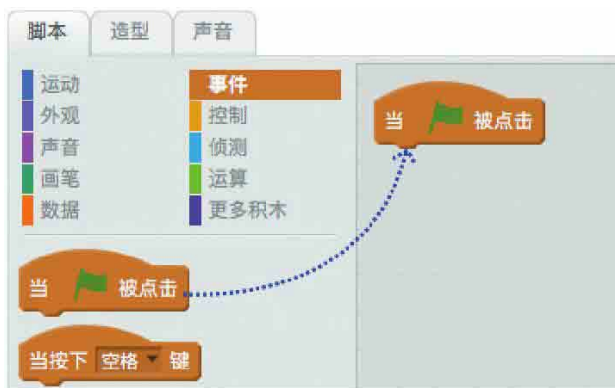 脚本 造型 声音
运动 事件
外观 控制
声音 侦测
画笔 运算
数据 更多积木
当 被点击
当 被点击
当按下 空格 键